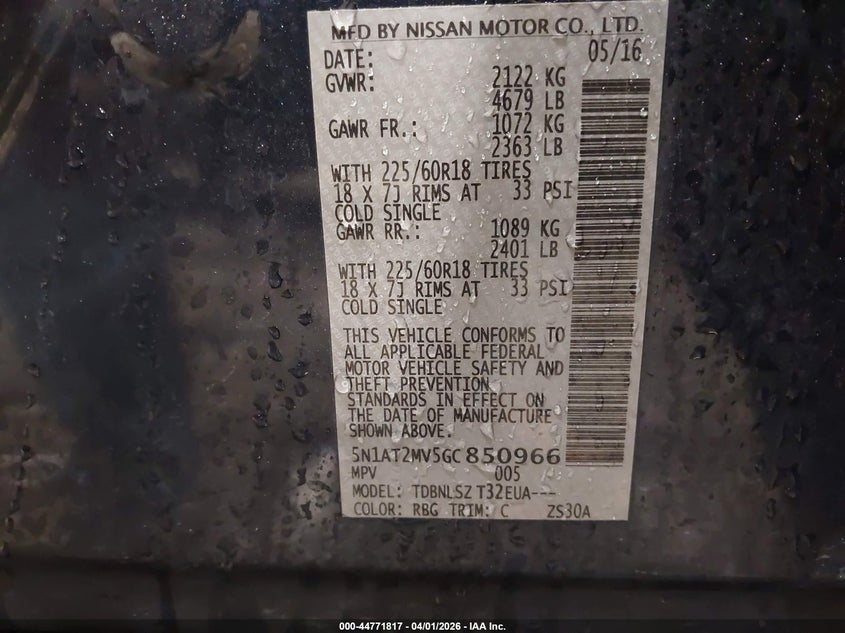 MFD BY NISSAN MOTOR CO., LTD.
DATE: 05/16
GVWR: 2122 KG
4679 LB
GAWR FR.: 1072 KG
2363 LB
WITH 225/60R18 TIRES
18 X 7J RIMS AT 33 PSI
COLD SINGLE
GAWR RR.: 1089 KG
2401 LB
WITH 225/60R18 TIRES
18 X 7J RIMS AT 33 PSI
COLD SINGLE
THIS VEHICLE CONFORMS TO
ALL APPLICABLE FEDERAL
MOTOR VEHICLE SAFETY AND
THEFT PREVENTION
STANDARDS IN EFFECT ON
THE DATE OF MANUFACTURE
SHOWN ABOVE.
5N1AT2MV5GC850966
MPV 005
MODEL: TDBNLSZ T32EUA---
COLOR: RBG TRIM: C ZS30A
000-44771817 - 04/01/2026 - IAA Inc.